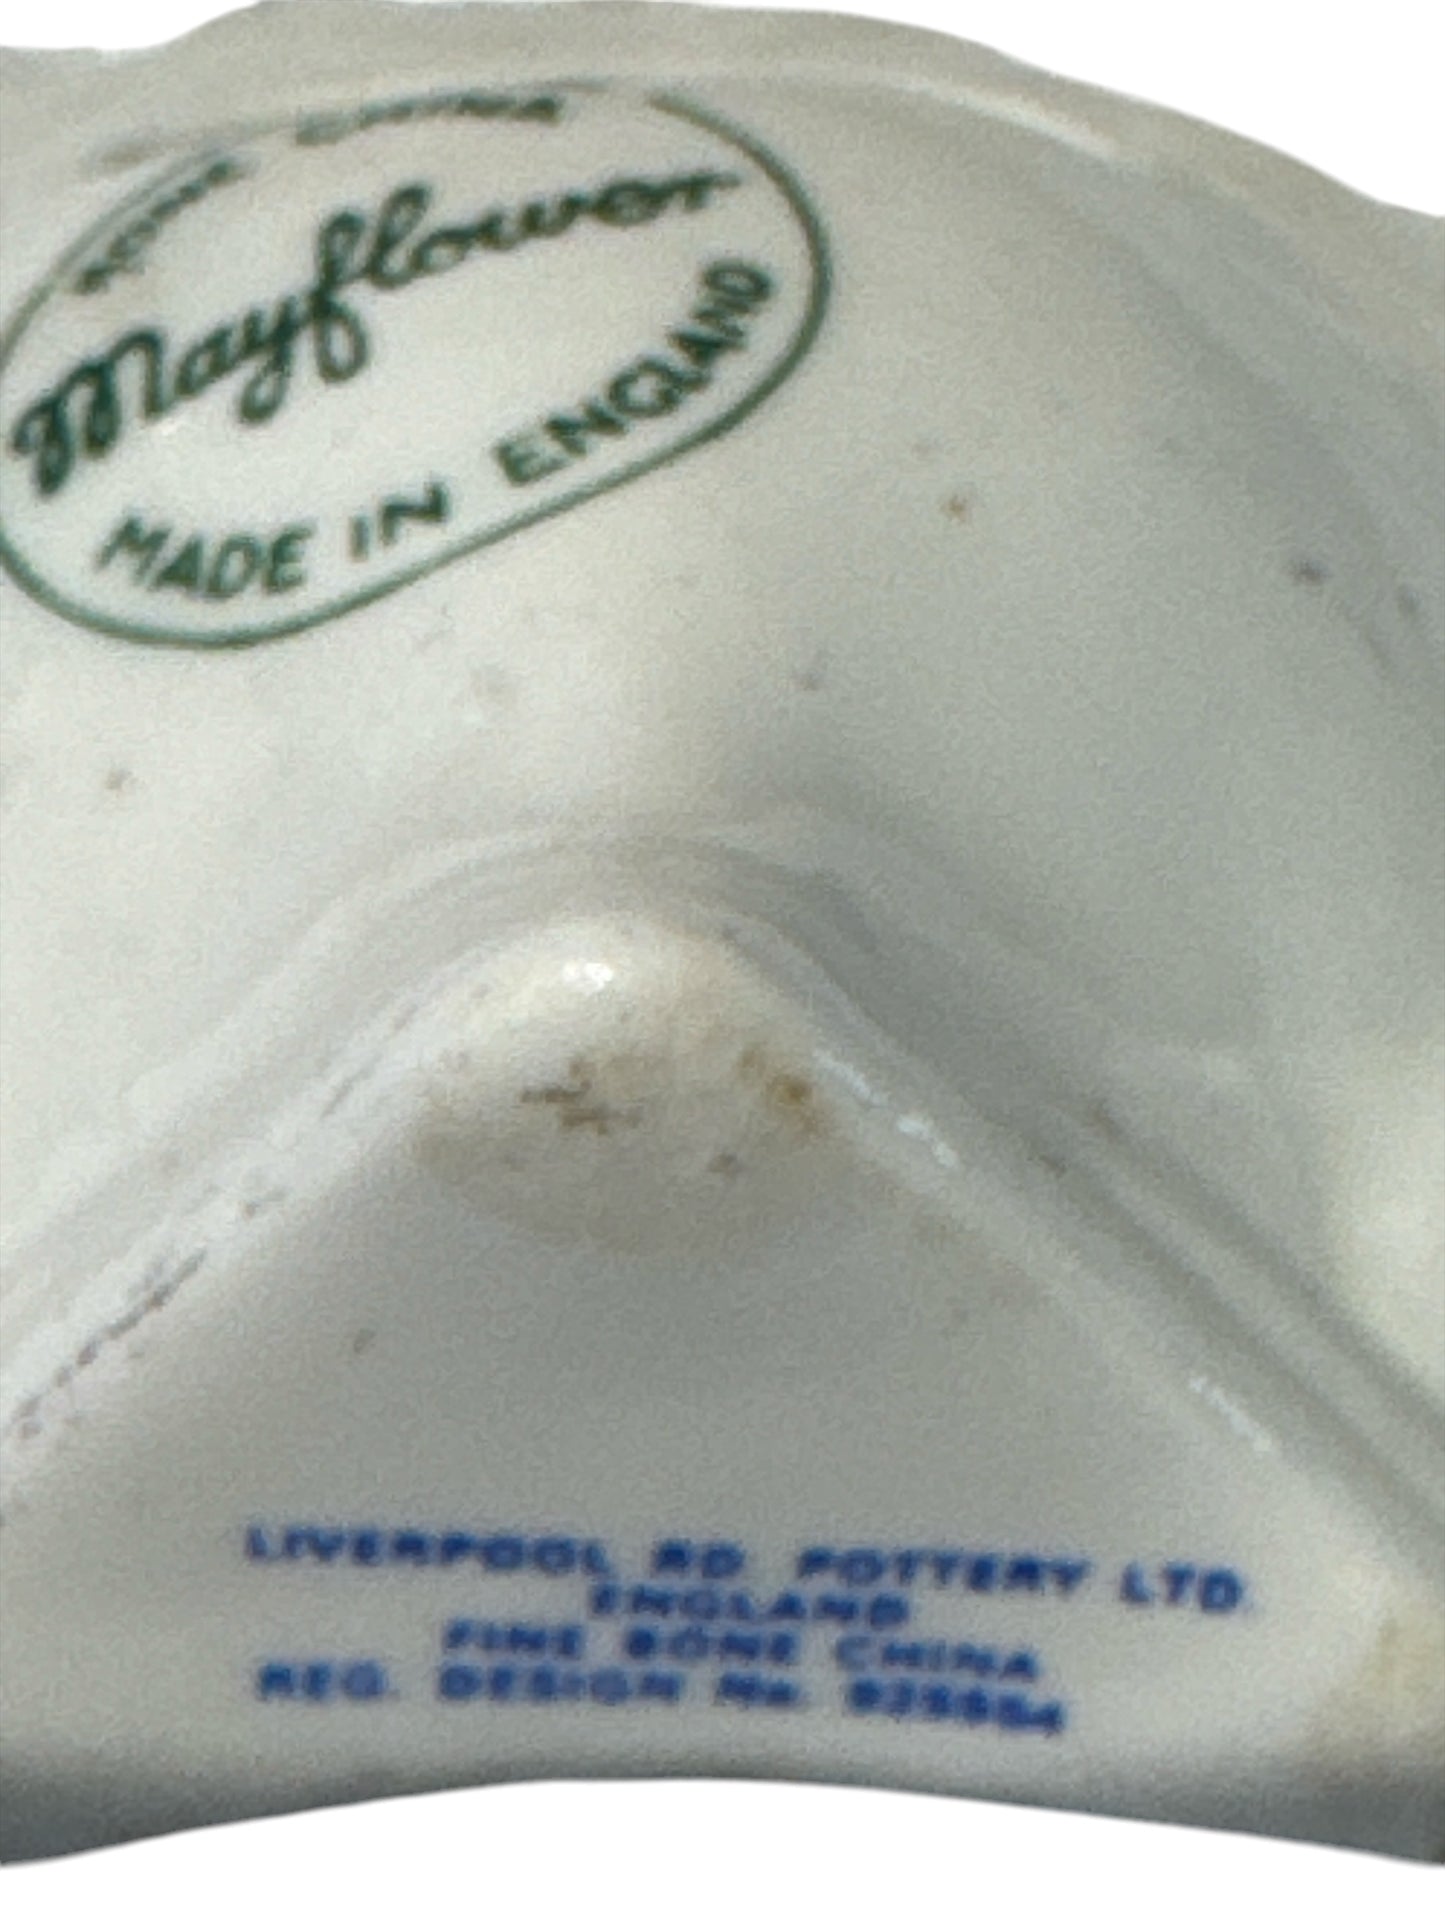 BONE CHINA
Mayflower
MADE IN ENGLAND
LIVERPOOL RD. POTTERY LTD.
ENGLAND
FINE BONE CHINA
REG. DESIGN No.